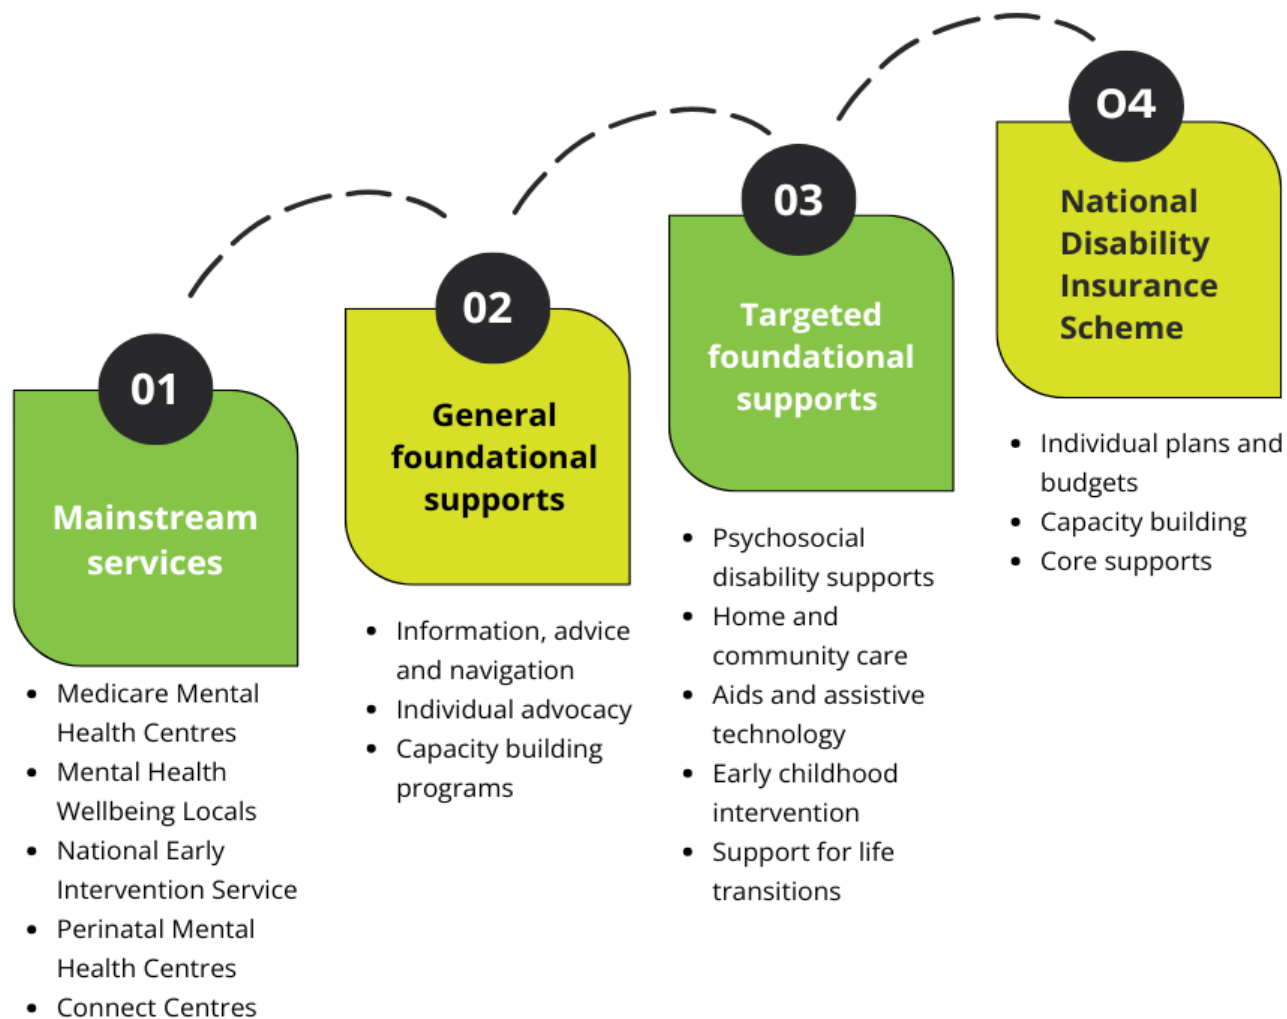 01
Mainstream
services
• Medicare Mental
Health Centres
• Mental Health
Wellbeing Locals
• National Early
Intervention Service
• Perinatal Mental
Health Centres
• Connect Centres
02
General
foundational
supports
• Information, advice
and navigation
• Individual advocacy
• Capacity building
programs
03
Targeted
foundational
supports
• Psychosocial
disability supports
• Home and
community care
• Aids and assistive
technology
• Early childhood
intervention
• Support for life
transitions
04
National
Disability
Insurance
Scheme
• Individual plans and
budgets
• Capacity building
• Core supports